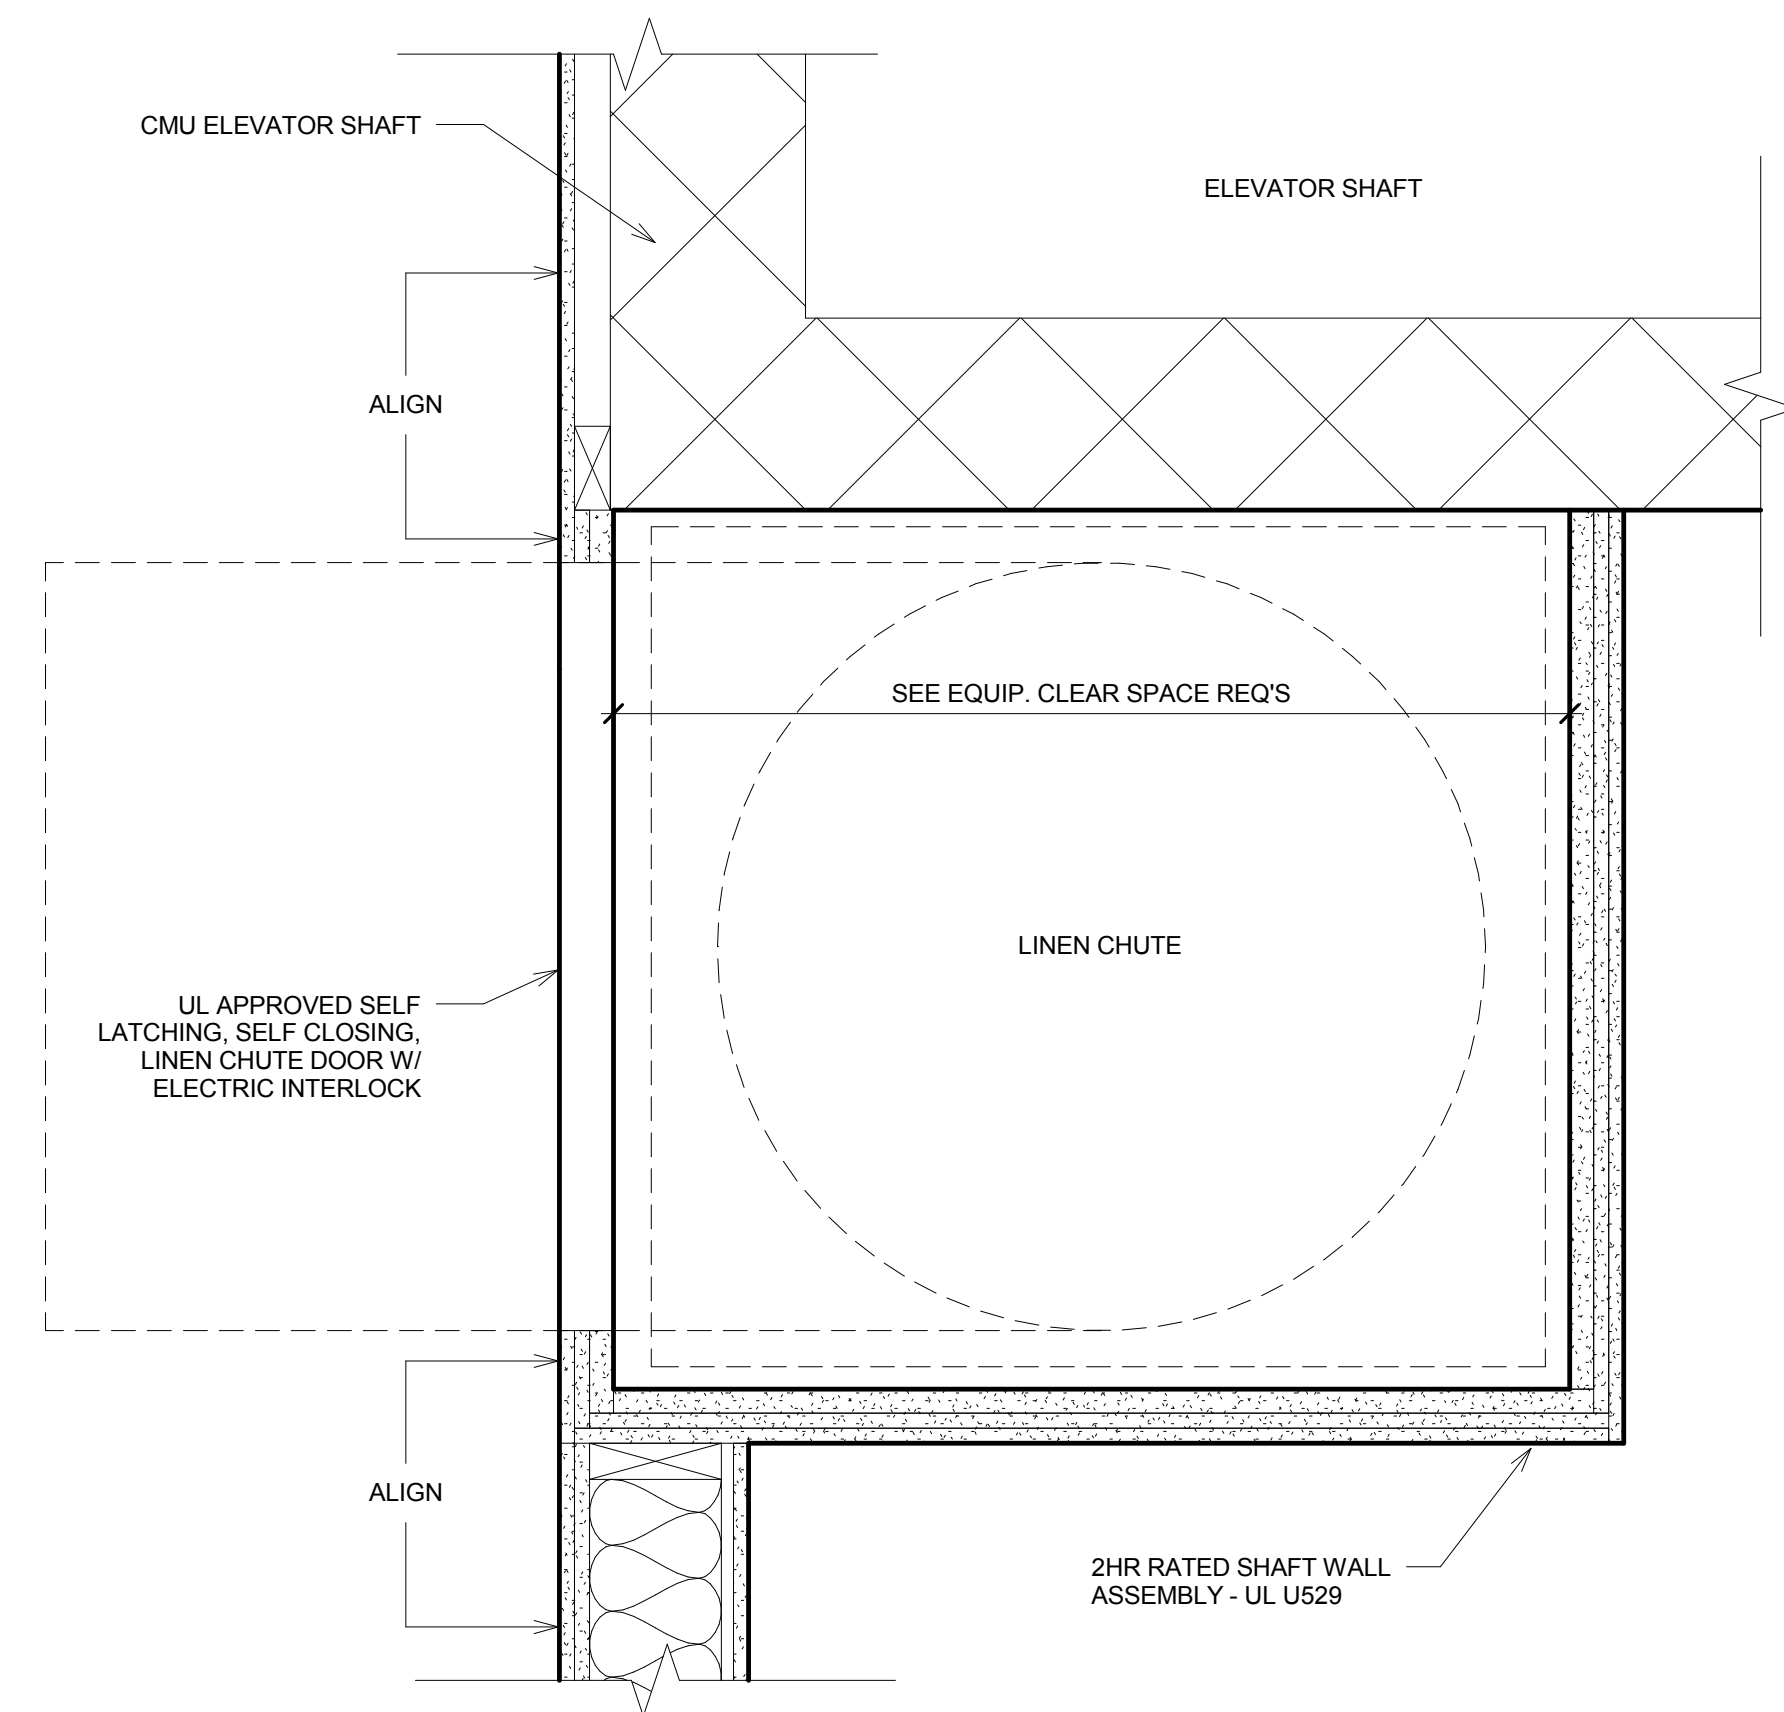 CMU ELEVATOR SHAFT
ELEVATOR SHAFT
ALIGN
SEE EQUIP. CLEAR SPACE REQ'S
LINEN CHUTE
UL APPROVED SELF
LATCHING, SELF CLOSING,
LINEN CHUTE DOOR W/
ELECTRIC INTERLOCK
ALIGN
2HR RATED SHAFT WALL
ASSEMBLY - UL U529